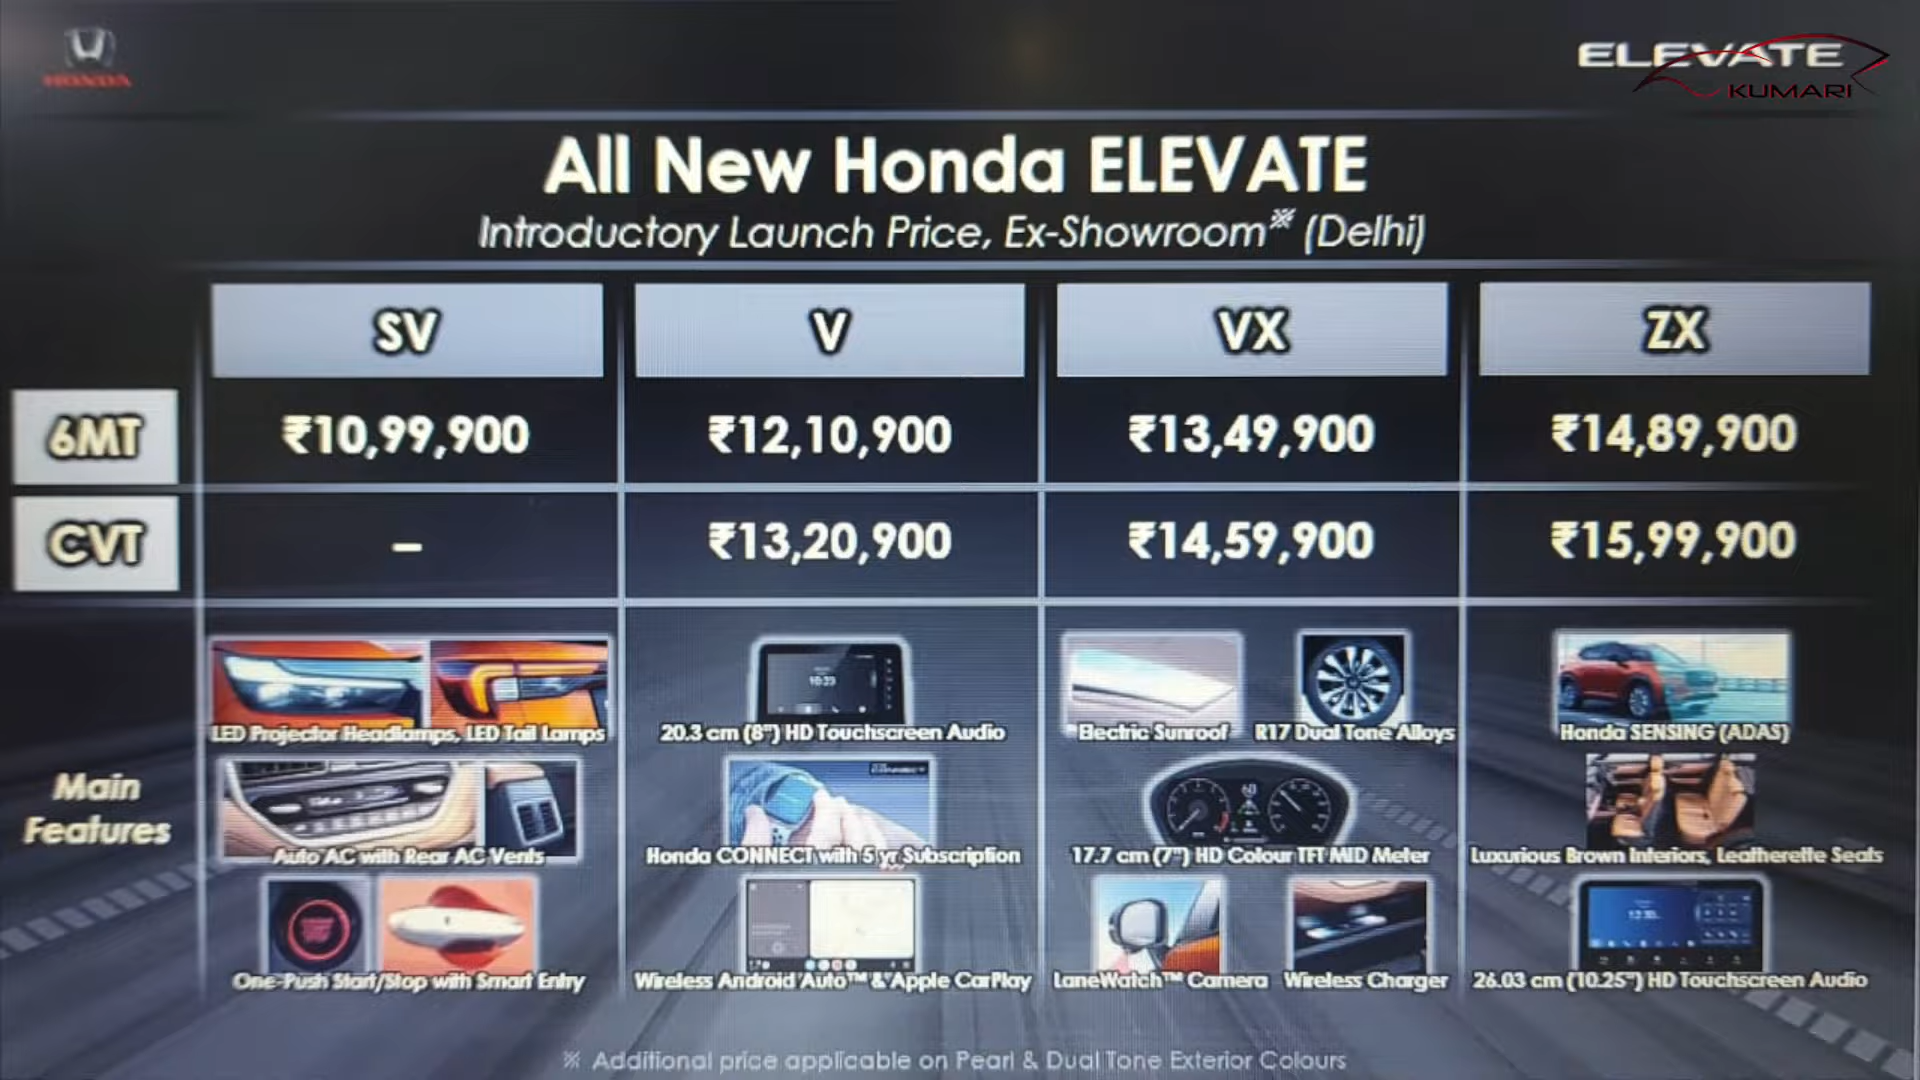 HONDA
ELEVATE
KUMARI
All New Honda ELEVATE
Introductory Launch Price, Ex-Showroom※ (Delhi)
SV V VX ZX
6MT ₹10,99,900 ₹12,10,900 ₹13,49,900 ₹14,89,900
CVT – ₹13,20,900 ₹14,59,900 ₹15,99,900
Main
Features
LED Projector Headlamps, LED Tail Lamps
Auto AC with Rear AC Vents
One-Push Start/Stop with Smart Entry
20.3 cm (8") HD Touchscreen Audio
Honda CONNECT with 5 yr Subscription
Wireless Android Auto™ & Apple CarPlay
Electric Sunroof R17 Dual Tone Alloys
17.7 cm (7") HD Colour TFT MID Meter
LaneWatch™ Camera Wireless Charger
Honda SENSING (ADAS)
Luxurious Brown Interiors, Leatherette Seats
26.03 cm (10.25") HD Touchscreen Audio
※ Additional price applicable on Pearl & Dual Tone Exterior Colours